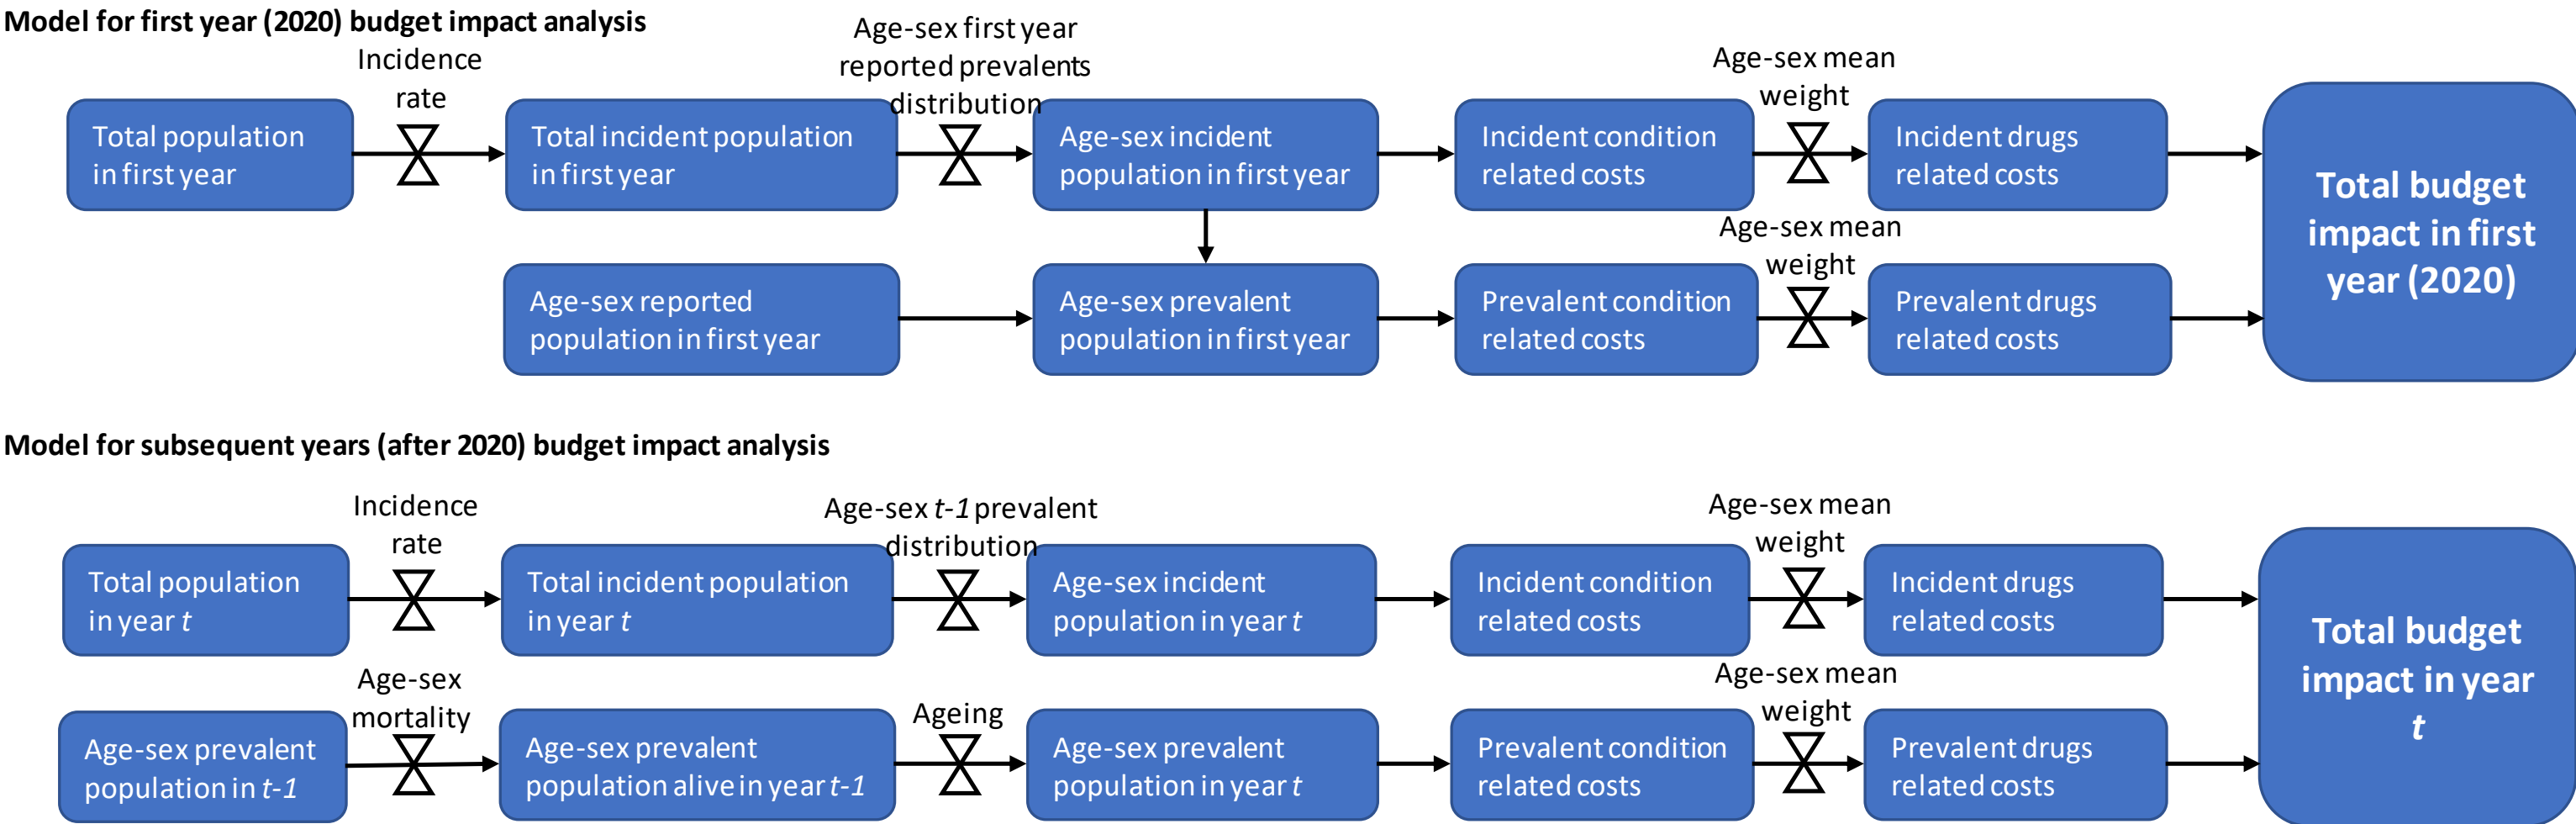 Model for first year (2020) budget impact analysis
Incidence
rate
Age-sex first year
reported prevalents
distribution
Age-sex mean
weight
Total population
in first year
Total incident population
in first year
Age-sex incident
population in first year
Incident condition
related costs
Incident drugs
related costs
Total budget
impact in first
year (2020)
Age-sex mean
weight
Age-sex reported
population in first year
Age-sex prevalent
population in first year
Prevalent condition
related costs
Prevalent drugs
related costs
Model for subsequent years (after 2020) budget impact analysis
Incidence
rate
Age-sex t-1 prevalent
distribution
Age-sex mean
weight
Total population
in year t
Total incident population
in year t
Age-sex incident
population in year t
Incident condition
related costs
Incident drugs
related costs
Total budget
impact in year
t
Age-sex
mortality
Ageing
Age-sex mean
weight
Age-sex prevalent
population in t-1
Age-sex prevalent
population alive in year t-1
Age-sex prevalent
population in year t
Prevalent condition
related costs
Prevalent drugs
related costs